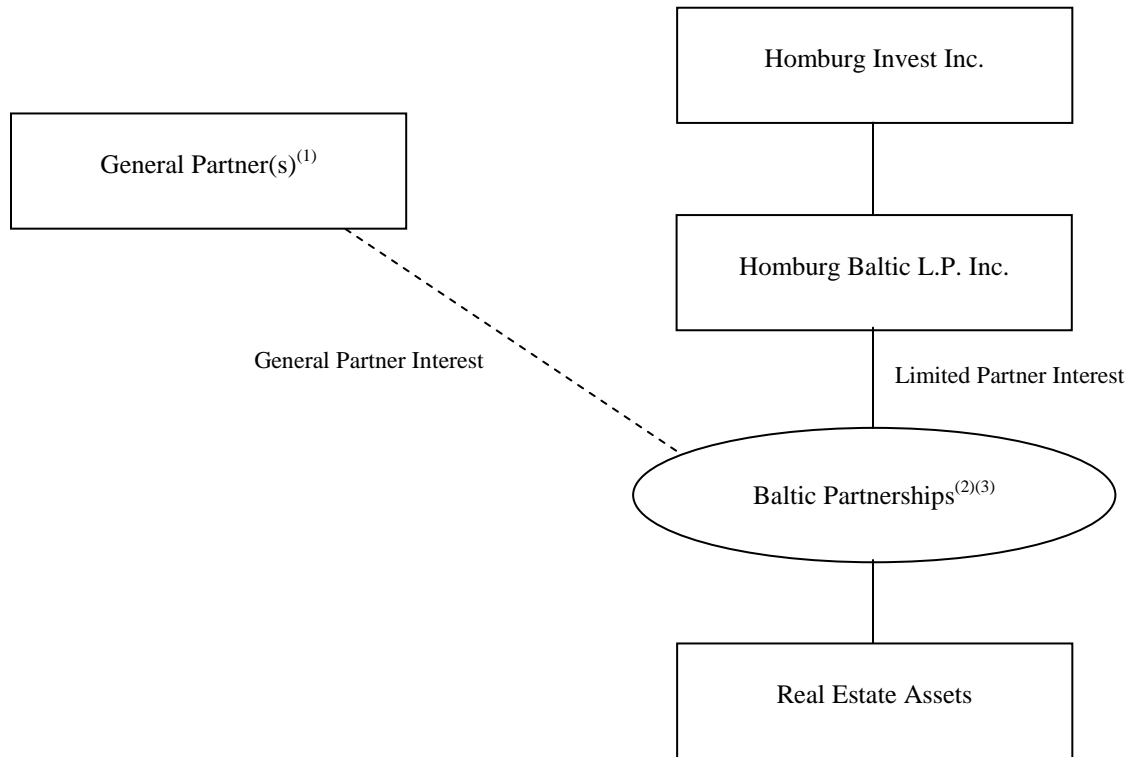 Homburg Invest Inc.
General Partner(s)(1)
Homburg Baltic L.P. Inc.
General Partner Interest
Limited Partner Interest
Baltic Partnerships(2)(3)
Real Estate Assets